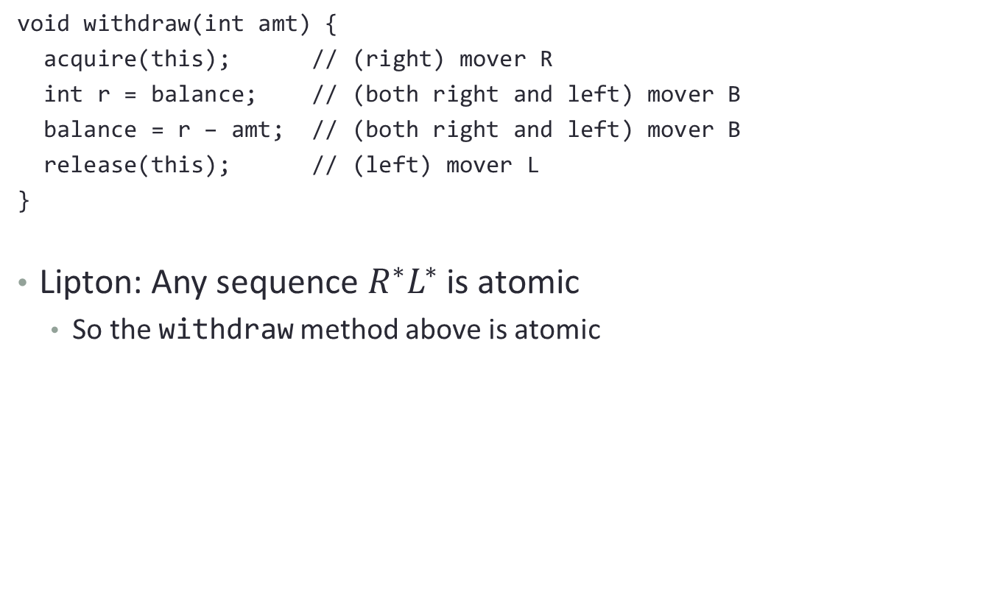 void withdraw(int amt) {
  acquire(this);      // (right) mover R
  int r = balance;    // (both right and left) mover B
  balance = r – amt;  // (both right and left) mover B
  release(this);      // (left) mover L
}
• Lipton: Any sequence R*L* is atomic
• So the withdraw method above is atomic